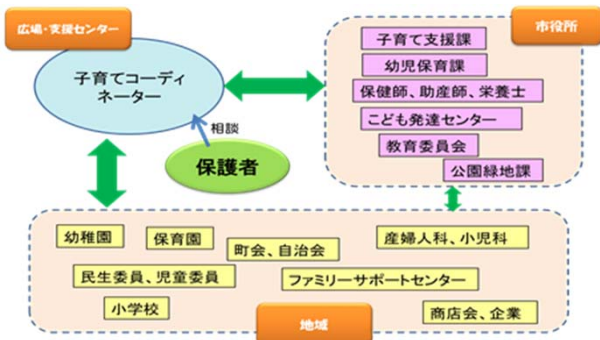 広場・支援センター
子育てコーディ
ネーター
相談
保護者
市役所
子育て支援課
幼児保育課
保健師、助産師、栄養士
こども発達センター
教育委員会
公園緑地課
幼稚園
保育園
町会、自治会
産婦人科、小児科
民生委員、児童委員
ファミリーサポートセンター
小学校
商店会、企業
地域